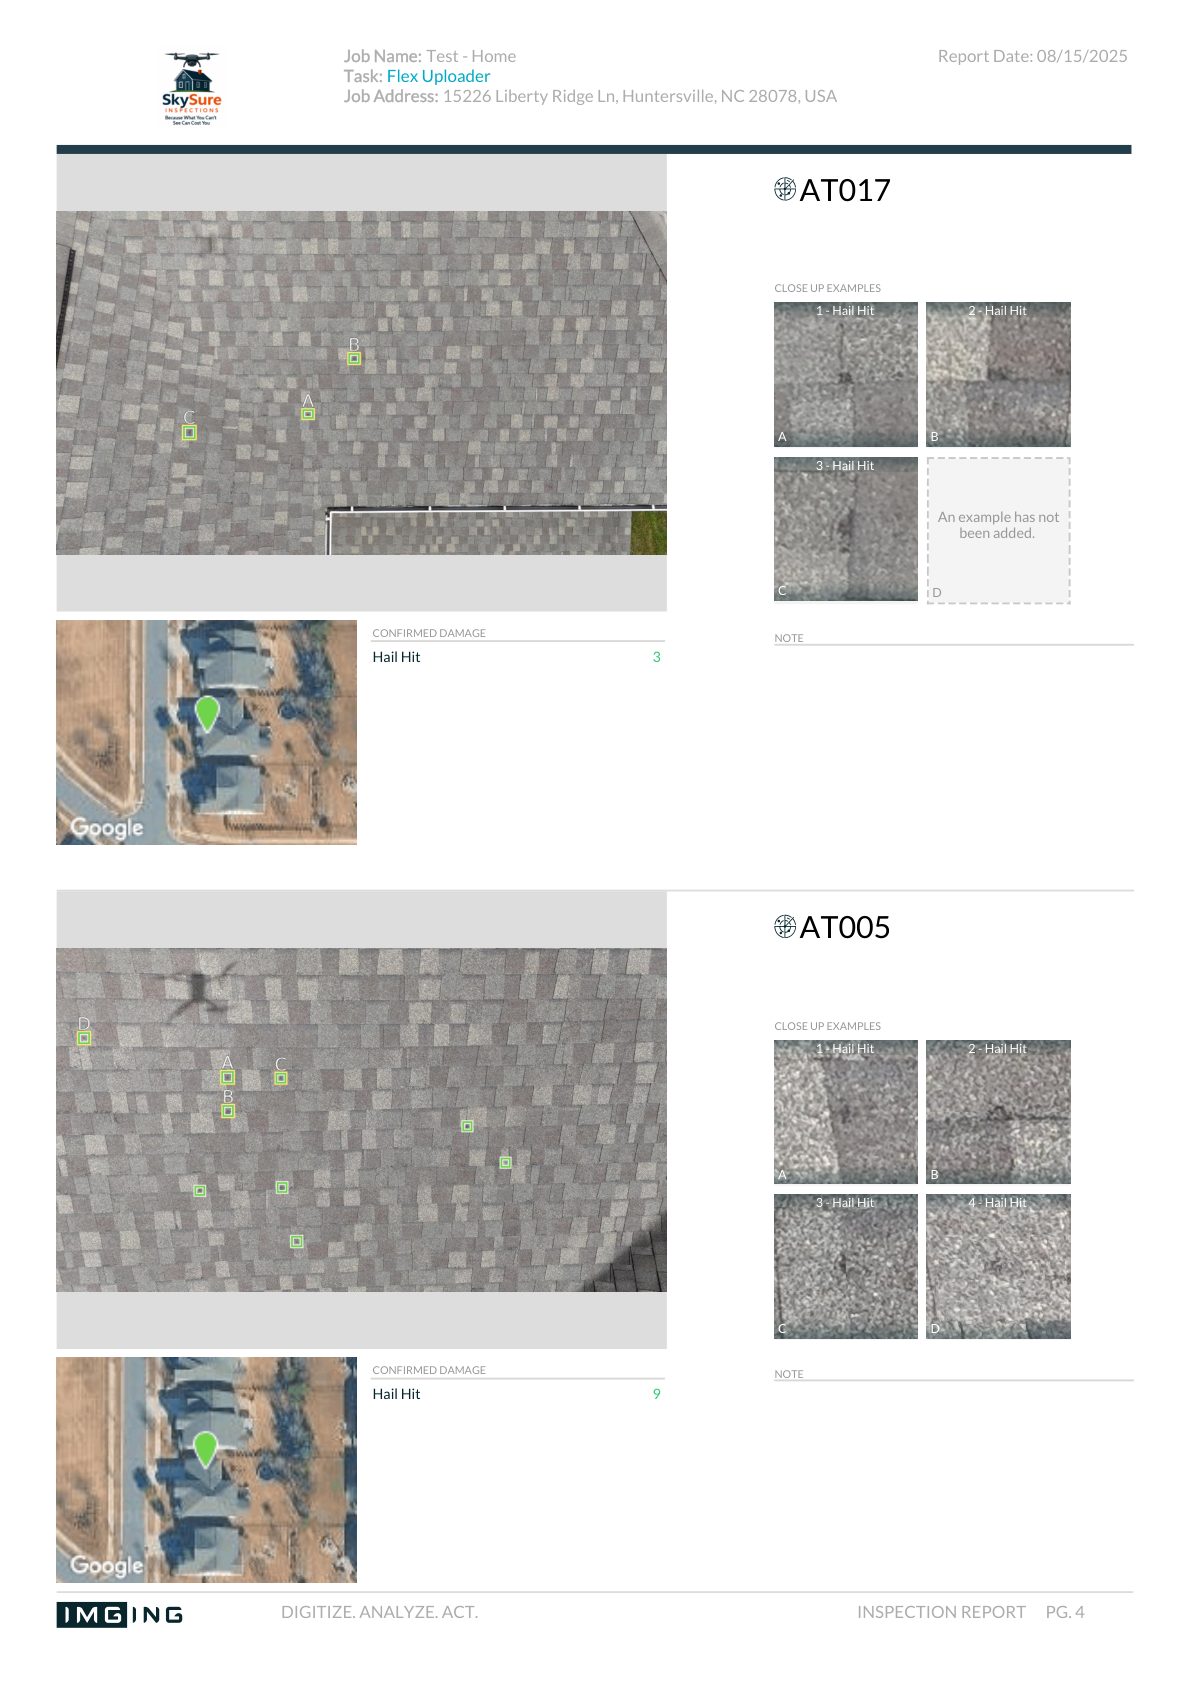 SkySure
INSPECTIONS
Because What You Can't
See Can Cost You
Job Name: Test - Home
Task: Flex Uploader
Job Address: 15226 Liberty Ridge Ln, Huntersville, NC 28078, USA
Report Date: 08/15/2025
B
A
C
AT017
CLOSE UP EXAMPLES
1 - Hail Hit
A
2 - Hail Hit
B
3 - Hail Hit
C
An example has not
been added.
D
NOTE
Google
CONFIRMED DAMAGE
Hail Hit 3
D
A
C
B
AT005
CLOSE UP EXAMPLES
1 - Hail Hit
A
2 - Hail Hit
B
3 - Hail Hit
C
4 - Hail Hit
D
NOTE
Google
CONFIRMED DAMAGE
Hail Hit 9
IMGING
DIGITIZE. ANALYZE. ACT.
INSPECTION REPORT PG. 4